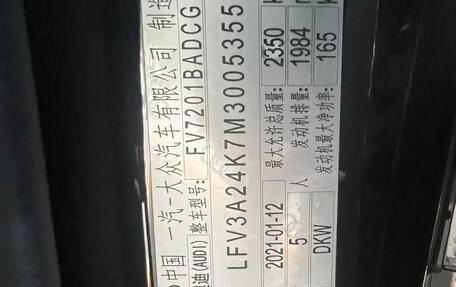 中国 一汽-大众汽车有限公司 制造
迪(AUDI) 整车型号: FV7201BADCG
LFV3A24K7M3005355
2021-01-12 最大允许总质量: 2350
5 人 发动机排量: 1984
DKW 发动机最大净功率: 165